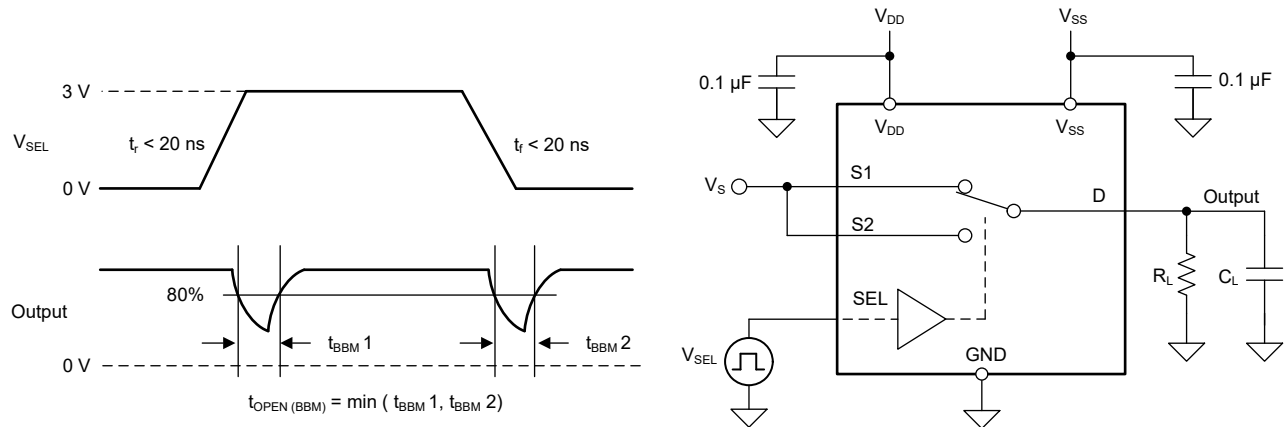 3 V
V_SEL
t_r < 20 ns
t_f < 20 ns
0 V
80%
Output
t_BBM 1
t_BBM 2
0 V
t_OPEN (BBM) = min ( t_BBM 1, t_BBM 2)
V_DD
V_SS
0.1 µF
0.1 µF
V_DD
V_SS
V_S
S1
D
Output
S2
R_L
C_L
SEL
V_SEL
GND